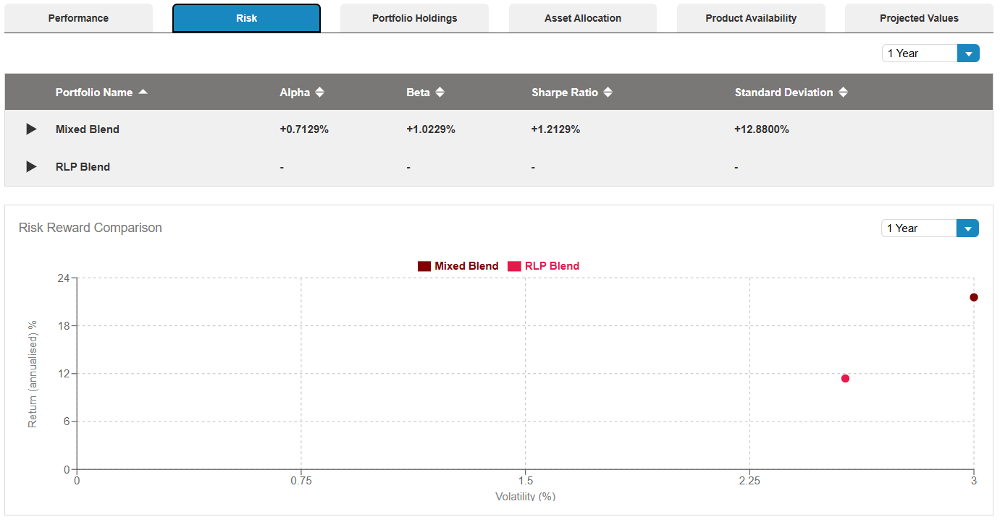 Performance Risk Portfolio Holdings Asset Allocation Product Availability Projected Values
1 Year
Portfolio Name Alpha Beta Sharpe Ratio Standard Deviation
Mixed Blend +0.7129% +1.0229% +1.2129% +12.8800%
RLP Blend - - - -
Risk Reward Comparison 1 Year
Mixed Blend RLP Blend
24
18
12
6
0
Return (annualised) %
0 0.75 1.5 2.25 3
Volatility (%)